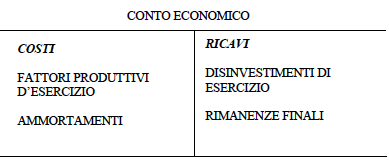 CONTO ECONOMICO
COSTI
FATTORI PRODUTTIVI
D'ESERCIZIO
AMMORTAMENTI
RICAVI
DISINVESTIMENTI DI
ESERCIZIO
RIMANENZE FINALI